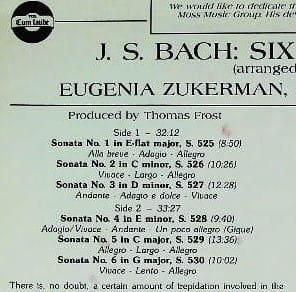 VOX
Cum Laude
We would like to dedicate th
Moss Music Group. His dev
J. S. BACH: SIX
(arranged
EUGENIA ZUKERMAN,
Produced by Thomas Frost
Side 1 – 32:12
Sonata No. 1 in E-flat major, S. 525 (8:50)
Alla breve - Adagio - Allegro
Sonata No. 2 in C minor, S. 526 (10:26)
Vivace - Largo - Allegro
Sonata No. 3 in D minor, S. 527 (12:28)
Andante - Adagio e dolce - Vivace
Side 2 – 33:27
Sonata No. 4 in E minor, S. 528 (9:40)
Adagio/Vivace - Andante - Un poco allegro (Gigue)
Sonata No. 5 in C major, S. 529 (13:36)
Allegro - Largo - Allegro
Sonata No. 6 in G major, S. 530 (10:02)
Vivace - Lento - Allegro
There is, no doubt, a certain amount of trepidation involved in the